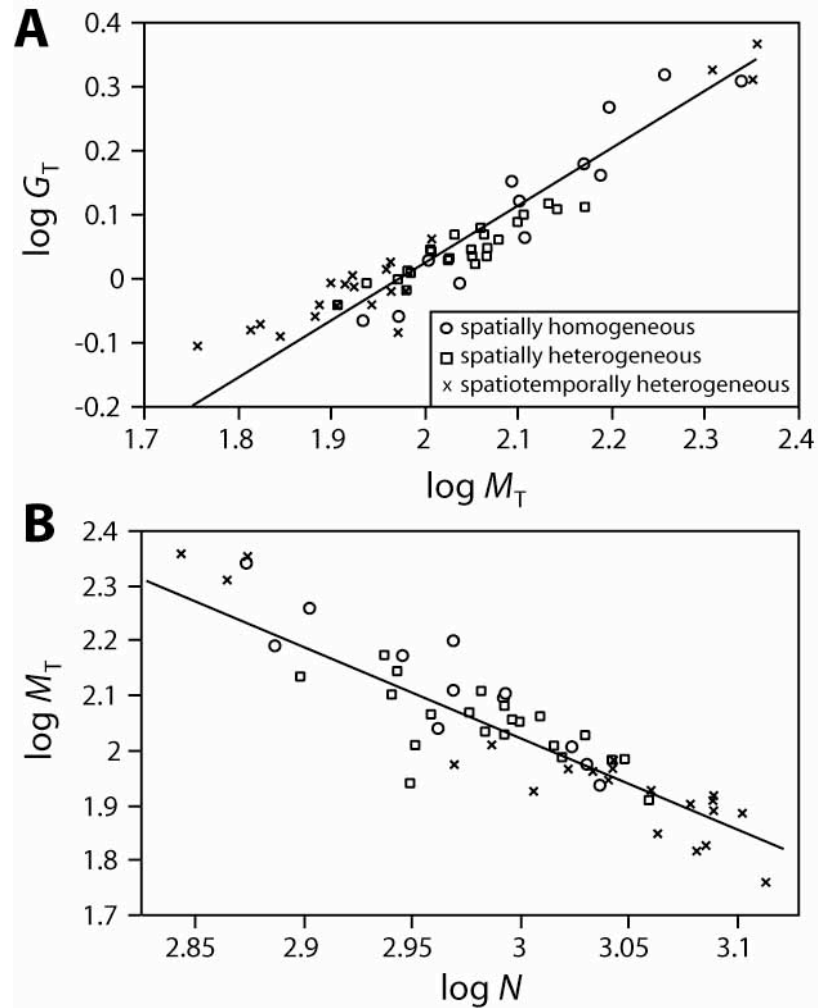 A
0.4
0.3
0.2
0.1
0
-0.1
-0.2
log G_T
1.7 1.8 1.9 2 2.1 2.2 2.3 2.4
log M_T
spatially homogeneous
spatially heterogeneous
spatiotemporally heterogeneous
B
2.4
2.3
2.2
2.1
2
1.9
1.8
1.7
log M_T
2.85 2.9 2.95 3 3.05 3.1
log N